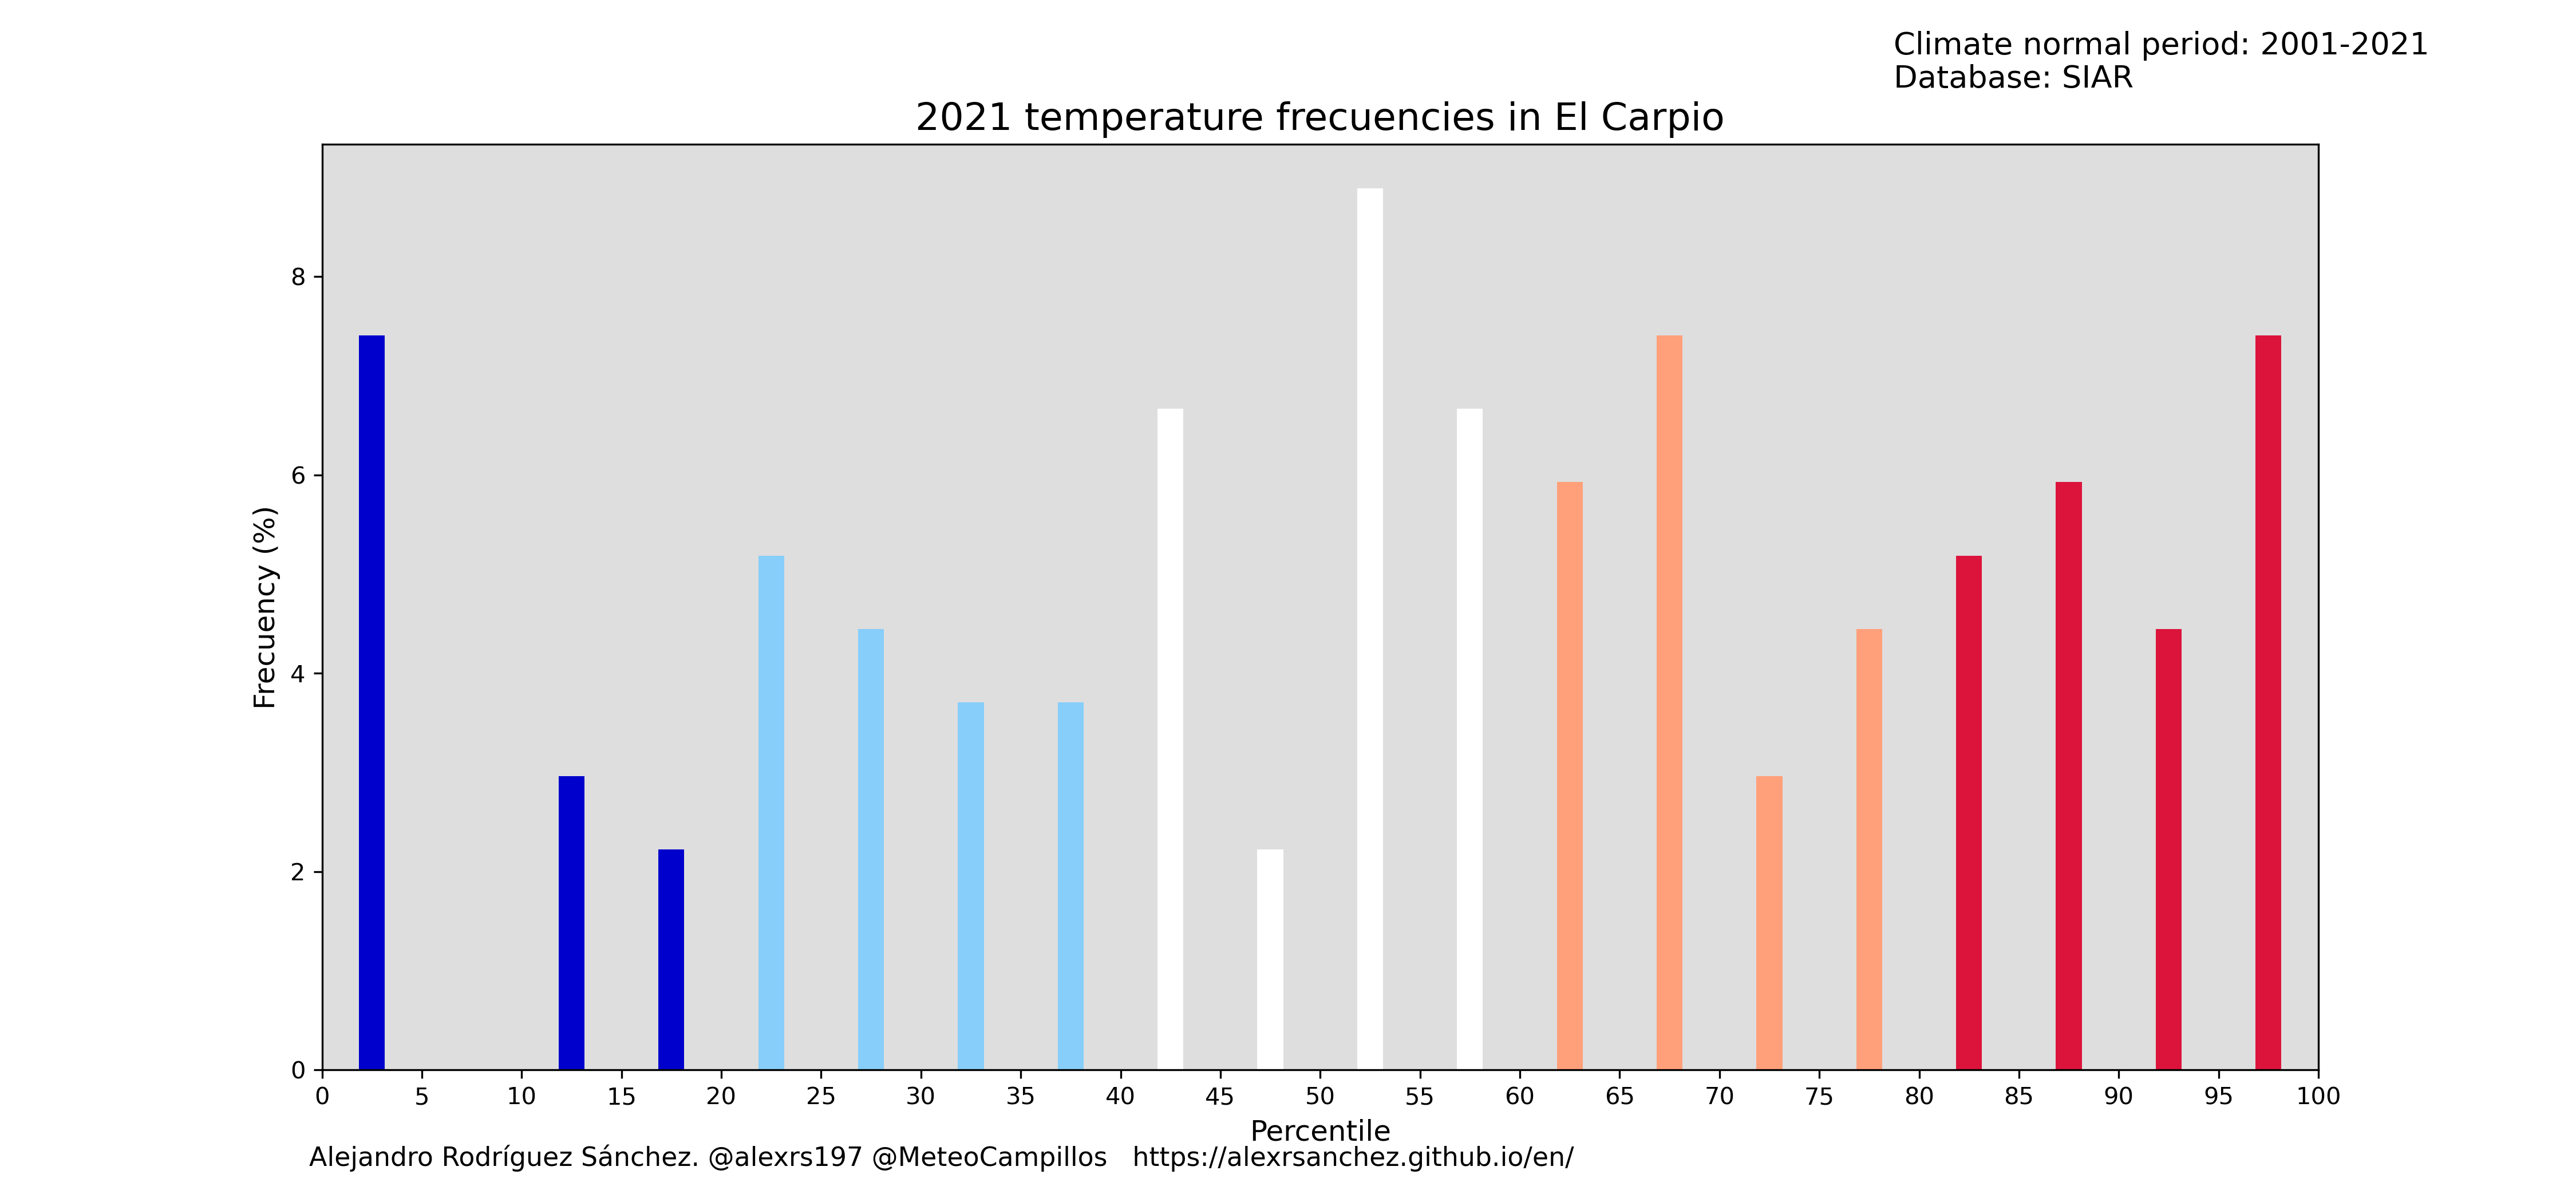 Climate normal period: 2001-2021
Database: SIAR
2021 temperature frecuencies in El Carpio
Frecuency (%)
8
6
4
2
0
0 5 10 15 20 25 30 35 40 45 50 55 60 65 70 75 80 85 90 95 100
Percentile
Alejandro Rodríguez Sánchez. @alexrs197 @MeteoCampillos https://alexrsanchez.github.io/en/